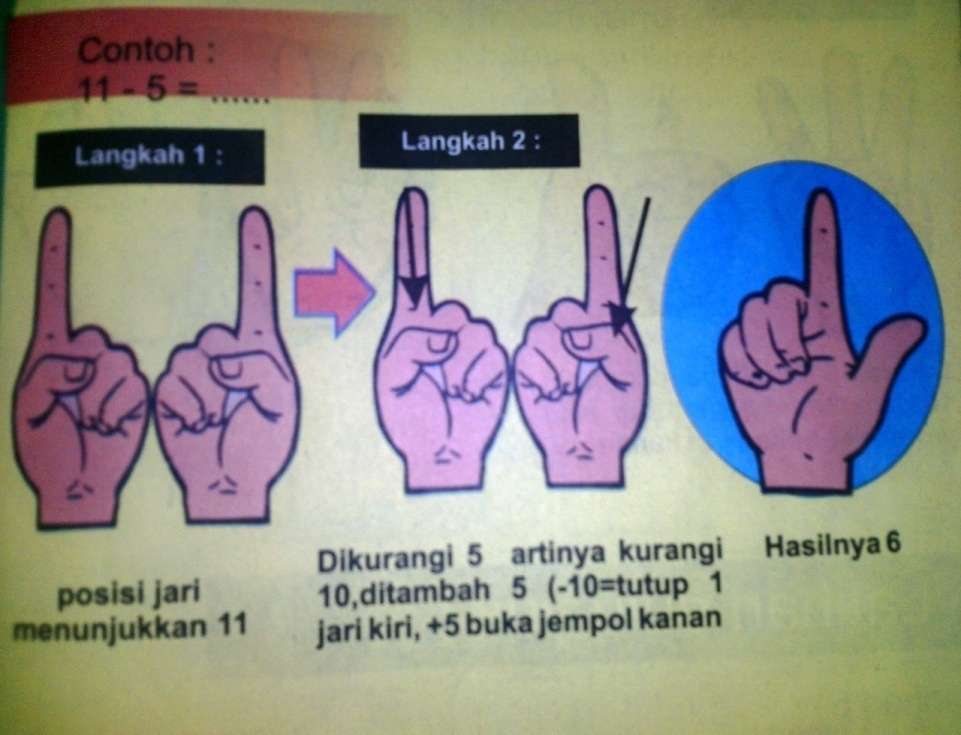 Contoh :
11 - 5 = ......
Langkah 1 :
Langkah 2 :
posisi jari
menunjukkan 11
Dikurangi 5 artinya kurangi
10,ditambah 5 (-10=tutup 1
jari kiri, +5 buka jempol kanan
Hasilnya 6